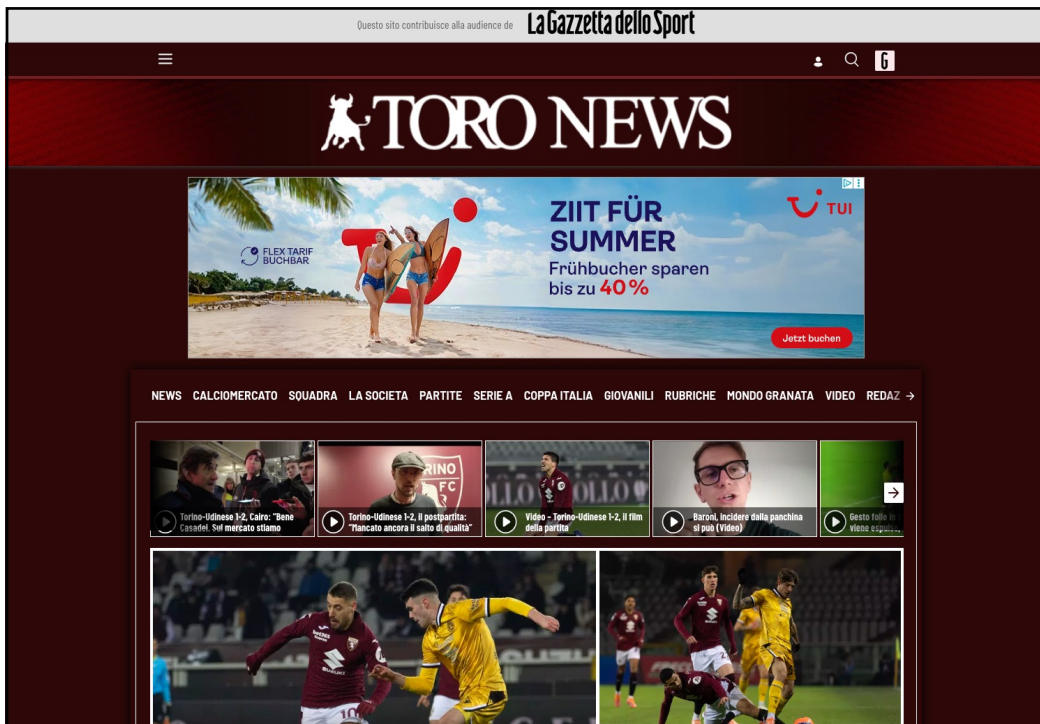 Questo sito contribuisce alla audience de La Gazzetta dello Sport
G
TORO NEWS
FLEX TARIF
BUCHBAR
ZIIT FÜR
SUMMER
Frühbucher sparen
bis zu 40%
TUI
Jetzt buchen
NEWS CALCIOMERCATO SQUADRA LA SOCIETA PARTITE SERIE A COPPA ITALIA GIOVANILI RUBRICHE MONDO GRANATA VIDEO REDAZ
Torino-Udinese 1-2, Cairo: "Bene
Casadei. Sul mercato stiamo
Torino-Udinese 1-2, il postpartita:
"Mancato ancora il salto di qualità"
Video - Torino-Udinese 1-2, il film
della partita
Baroni, incidere dalla panchina
si può (Video)
Gesto folle in
viene espulso,